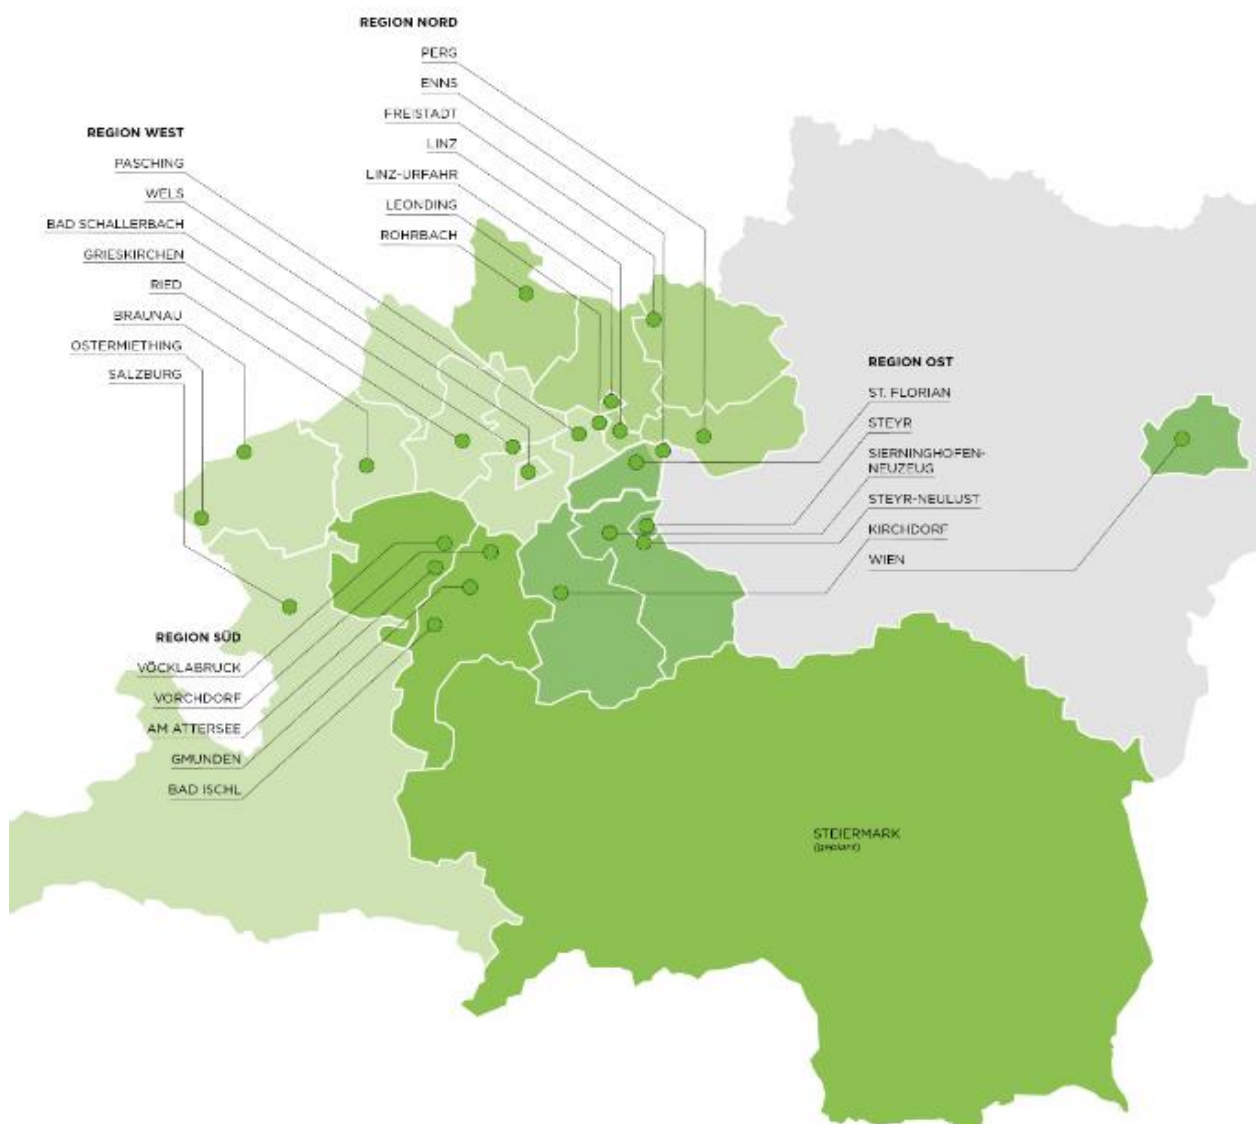 REGION NORD
PERG
ENNS
FREISTADT
LINZ
LINZ-URFAHR
LEONDING
ROHRBACH
REGION WEST
PASCHING
WELS
BAD SCHALLERBACH
GRIESKIRCHEN
RIED
BRAUNAU
OSTERMIETHING
SALZBURG
REGION OST
ST. FLORIAN
STEYR
SIERNINGHOFEN-
NEUZEUG
STEYR-NEULUST
KIRCHDORF
WIEN
REGION SÜD
VÖCKLABRUCK
VORCHDORF
AM ATTERSEE
GMUNDEN
BAD ISCHL
STEIERMARK
(geplant)